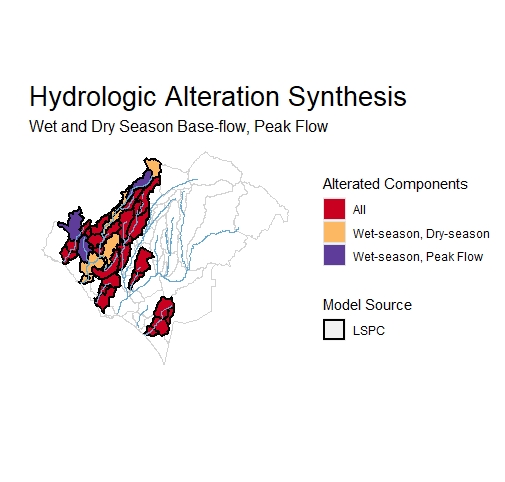 Hydrologic Alteration Synthesis
Wet and Dry Season Base-flow, Peak Flow
Alterated Components
All
Wet-season, Dry-season
Wet-season, Peak Flow
Model Source
LSPC